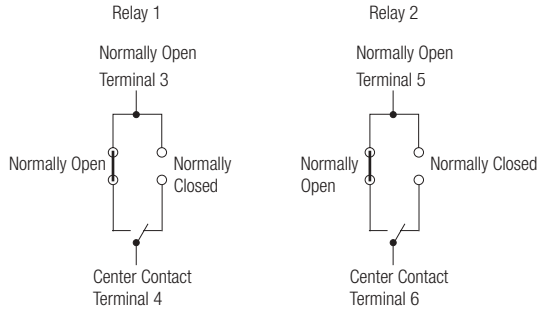 Relay 1
Normally Open
Terminal 3
Normally Open
Normally
Closed
Center Contact
Terminal 4
Relay 2
Normally Open
Terminal 5
Normally
Open
Normally Closed
Center Contact
Terminal 6